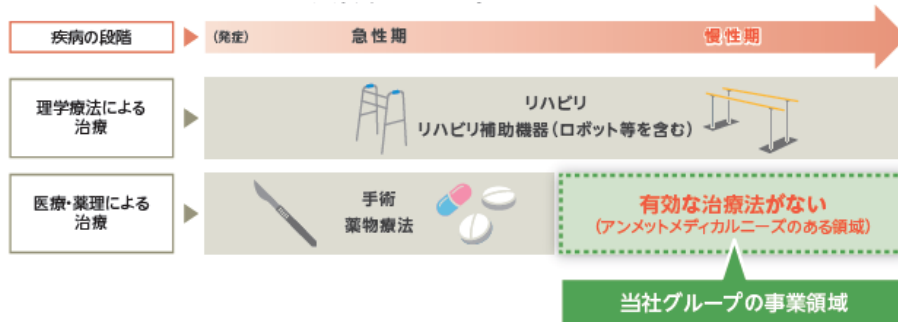 疾病の段階
(発症)
急性期
慢性期
理学療法による
治療
リハビリ
リハビリ補助機器(ロボット等を含む)
医療・薬理による
治療
手術
薬物療法
有効な治療法がない
(アンメットメディカルニーズのある領域)
当社グループの事業領域